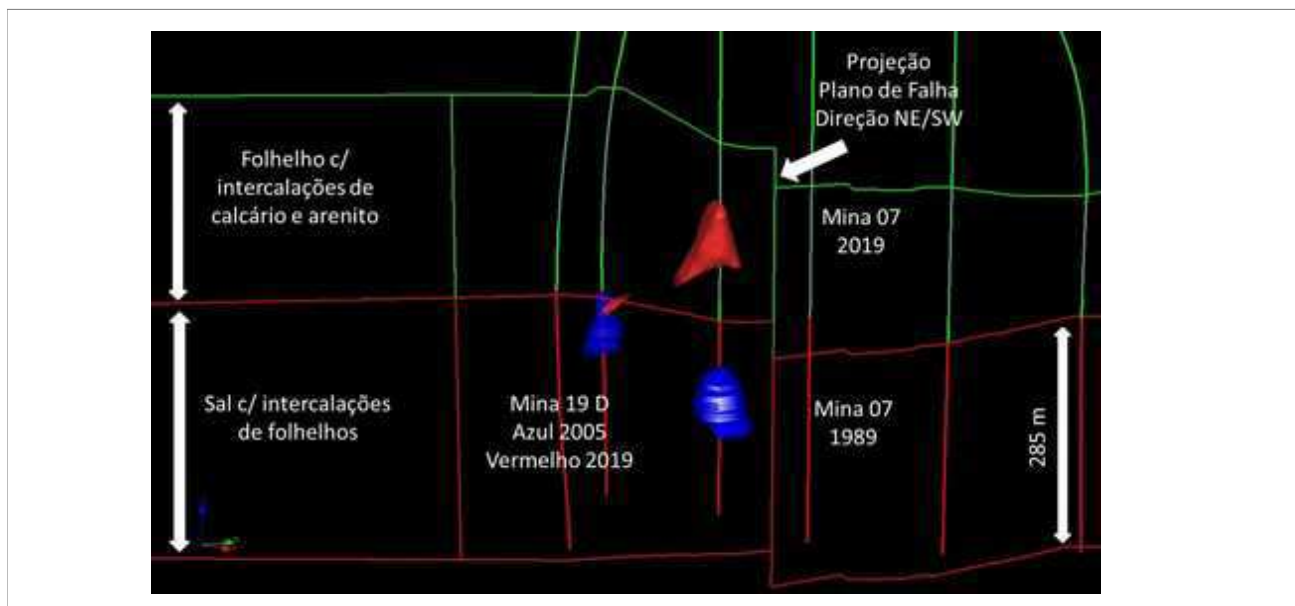 Projeção
Plano de Falha
Direção NE/SW
Folhelho c/
intercalações de
calcário e arenito
Mina 07
2019
Sal c/ intercalações
de folhelhos
Mina 19 D
Azul 2005
Vermelho 2019
Mina 07
1989
285 m